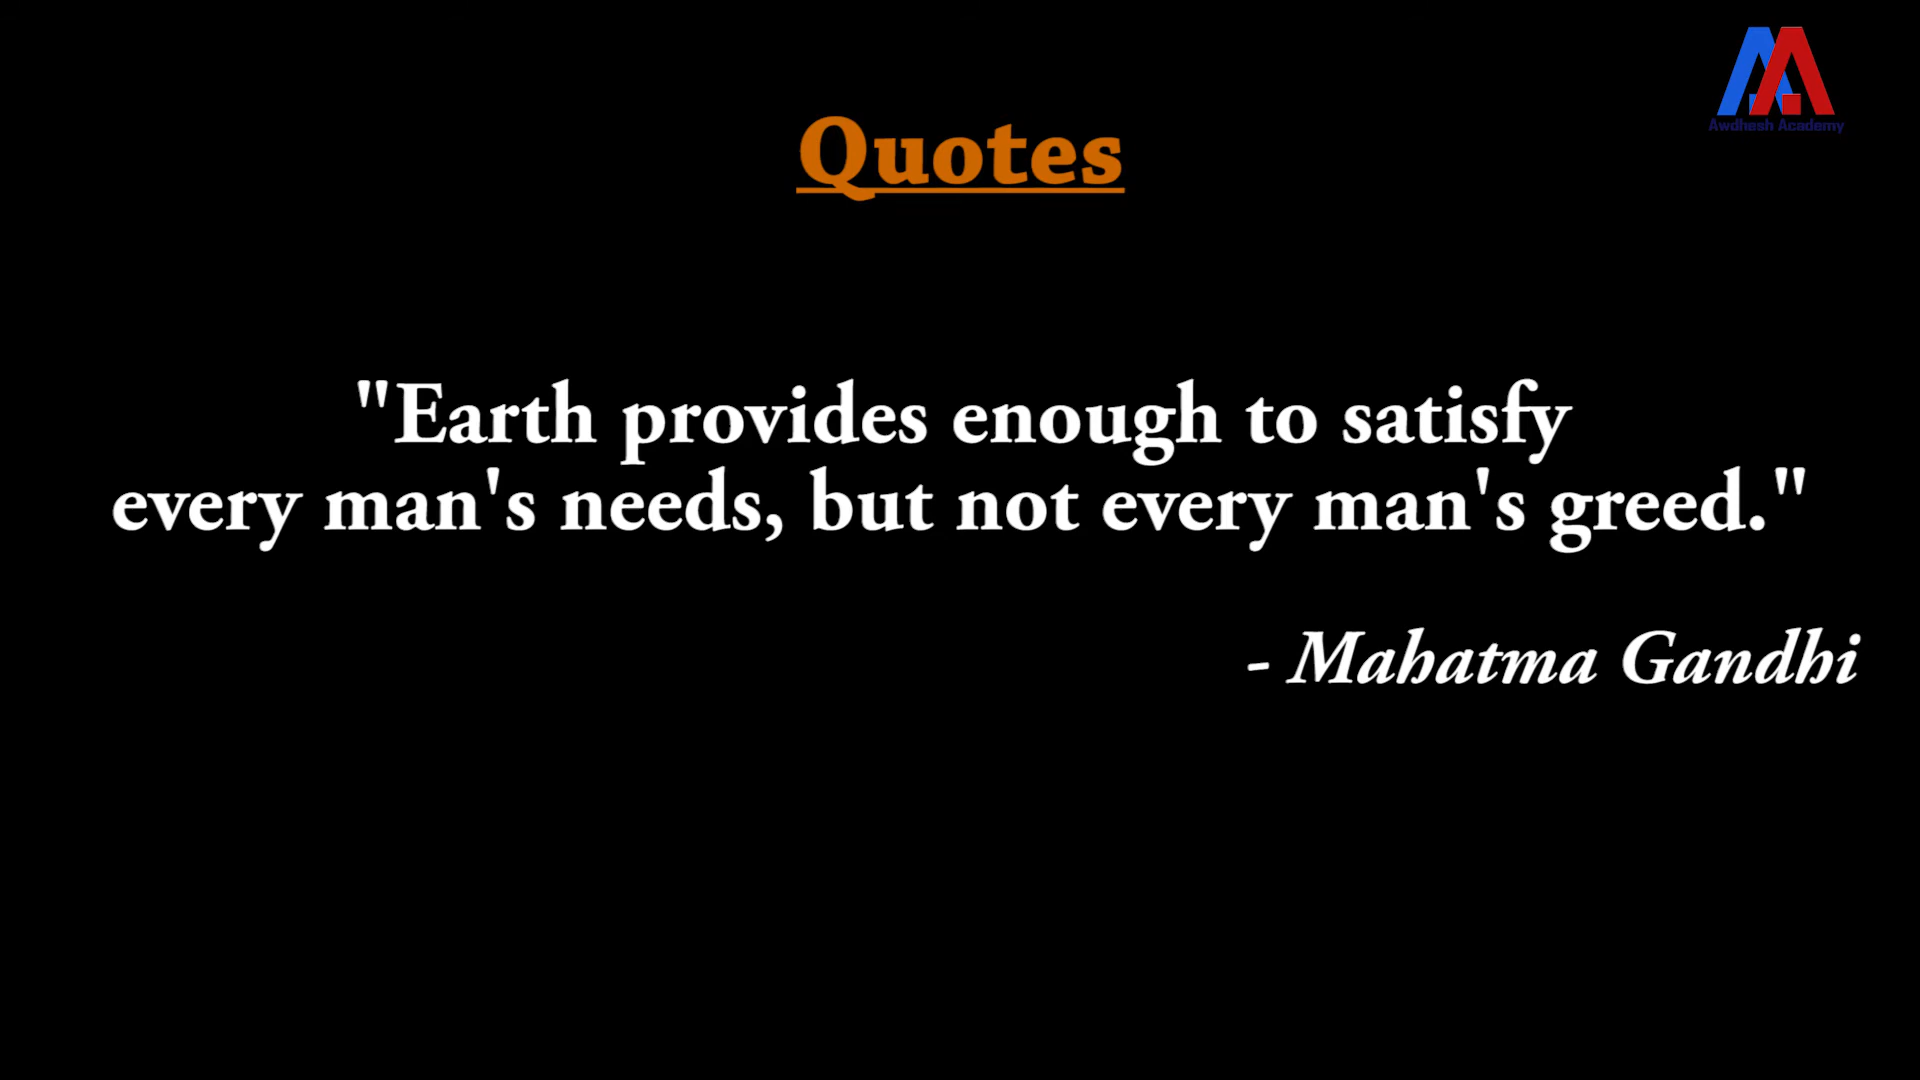 Awdhesh Academy
Quotes
"Earth provides enough to satisfy
every man's needs, but not every man's greed."
- Mahatma Gandhi